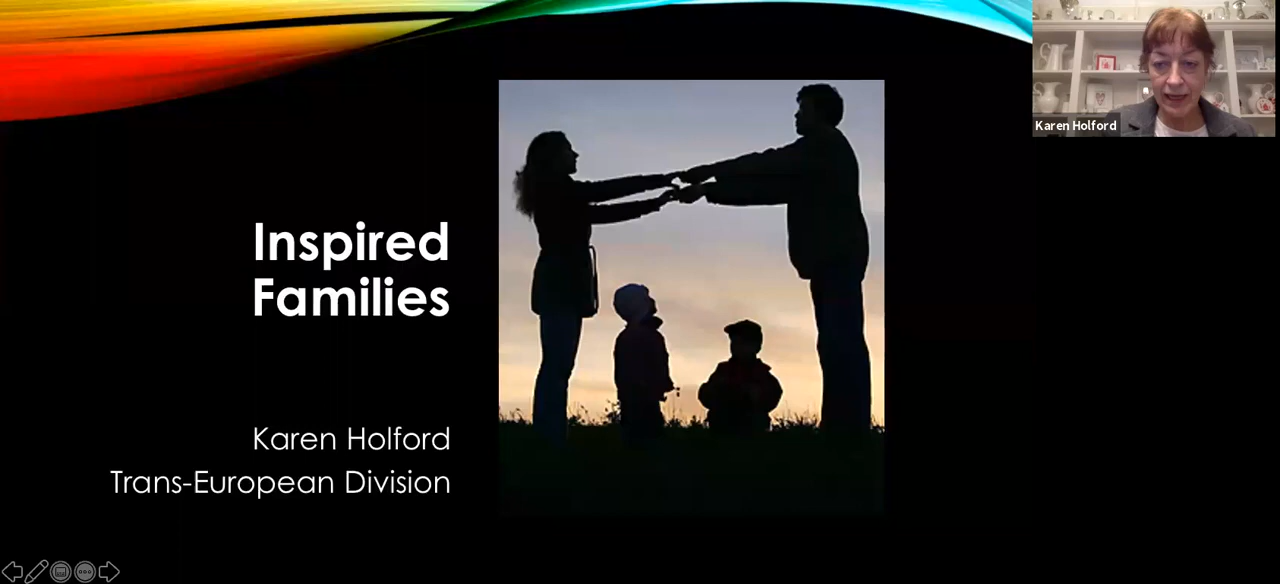 Karen Holford
Inspired
Families
Karen Holford
Trans-European Division